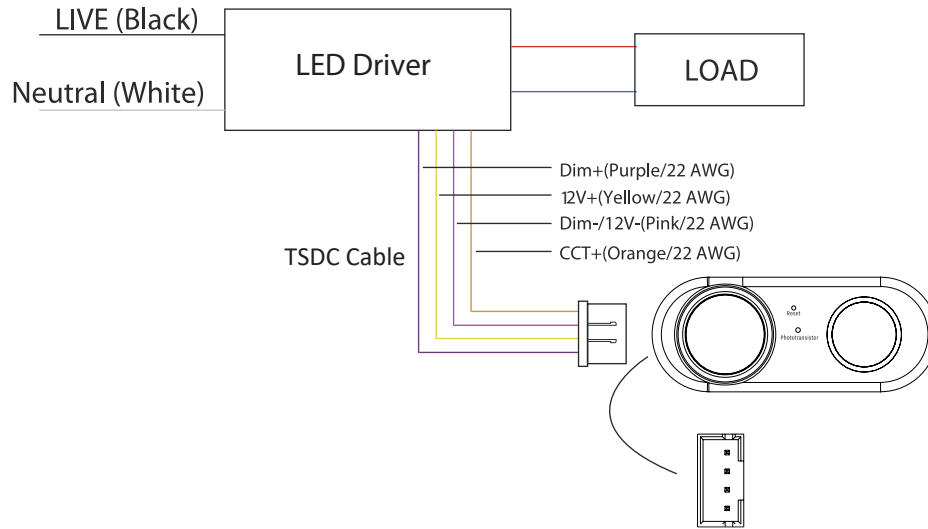 LIVE (Black)
LED Driver
LOAD
Neutral (White)
Dim+(Purple/22 AWG)
12V+(Yellow/22 AWG)
Dim-/12V-(Pink/22 AWG)
TSDC Cable
CCT+(Orange/22 AWG)
Reset
Phototransistor